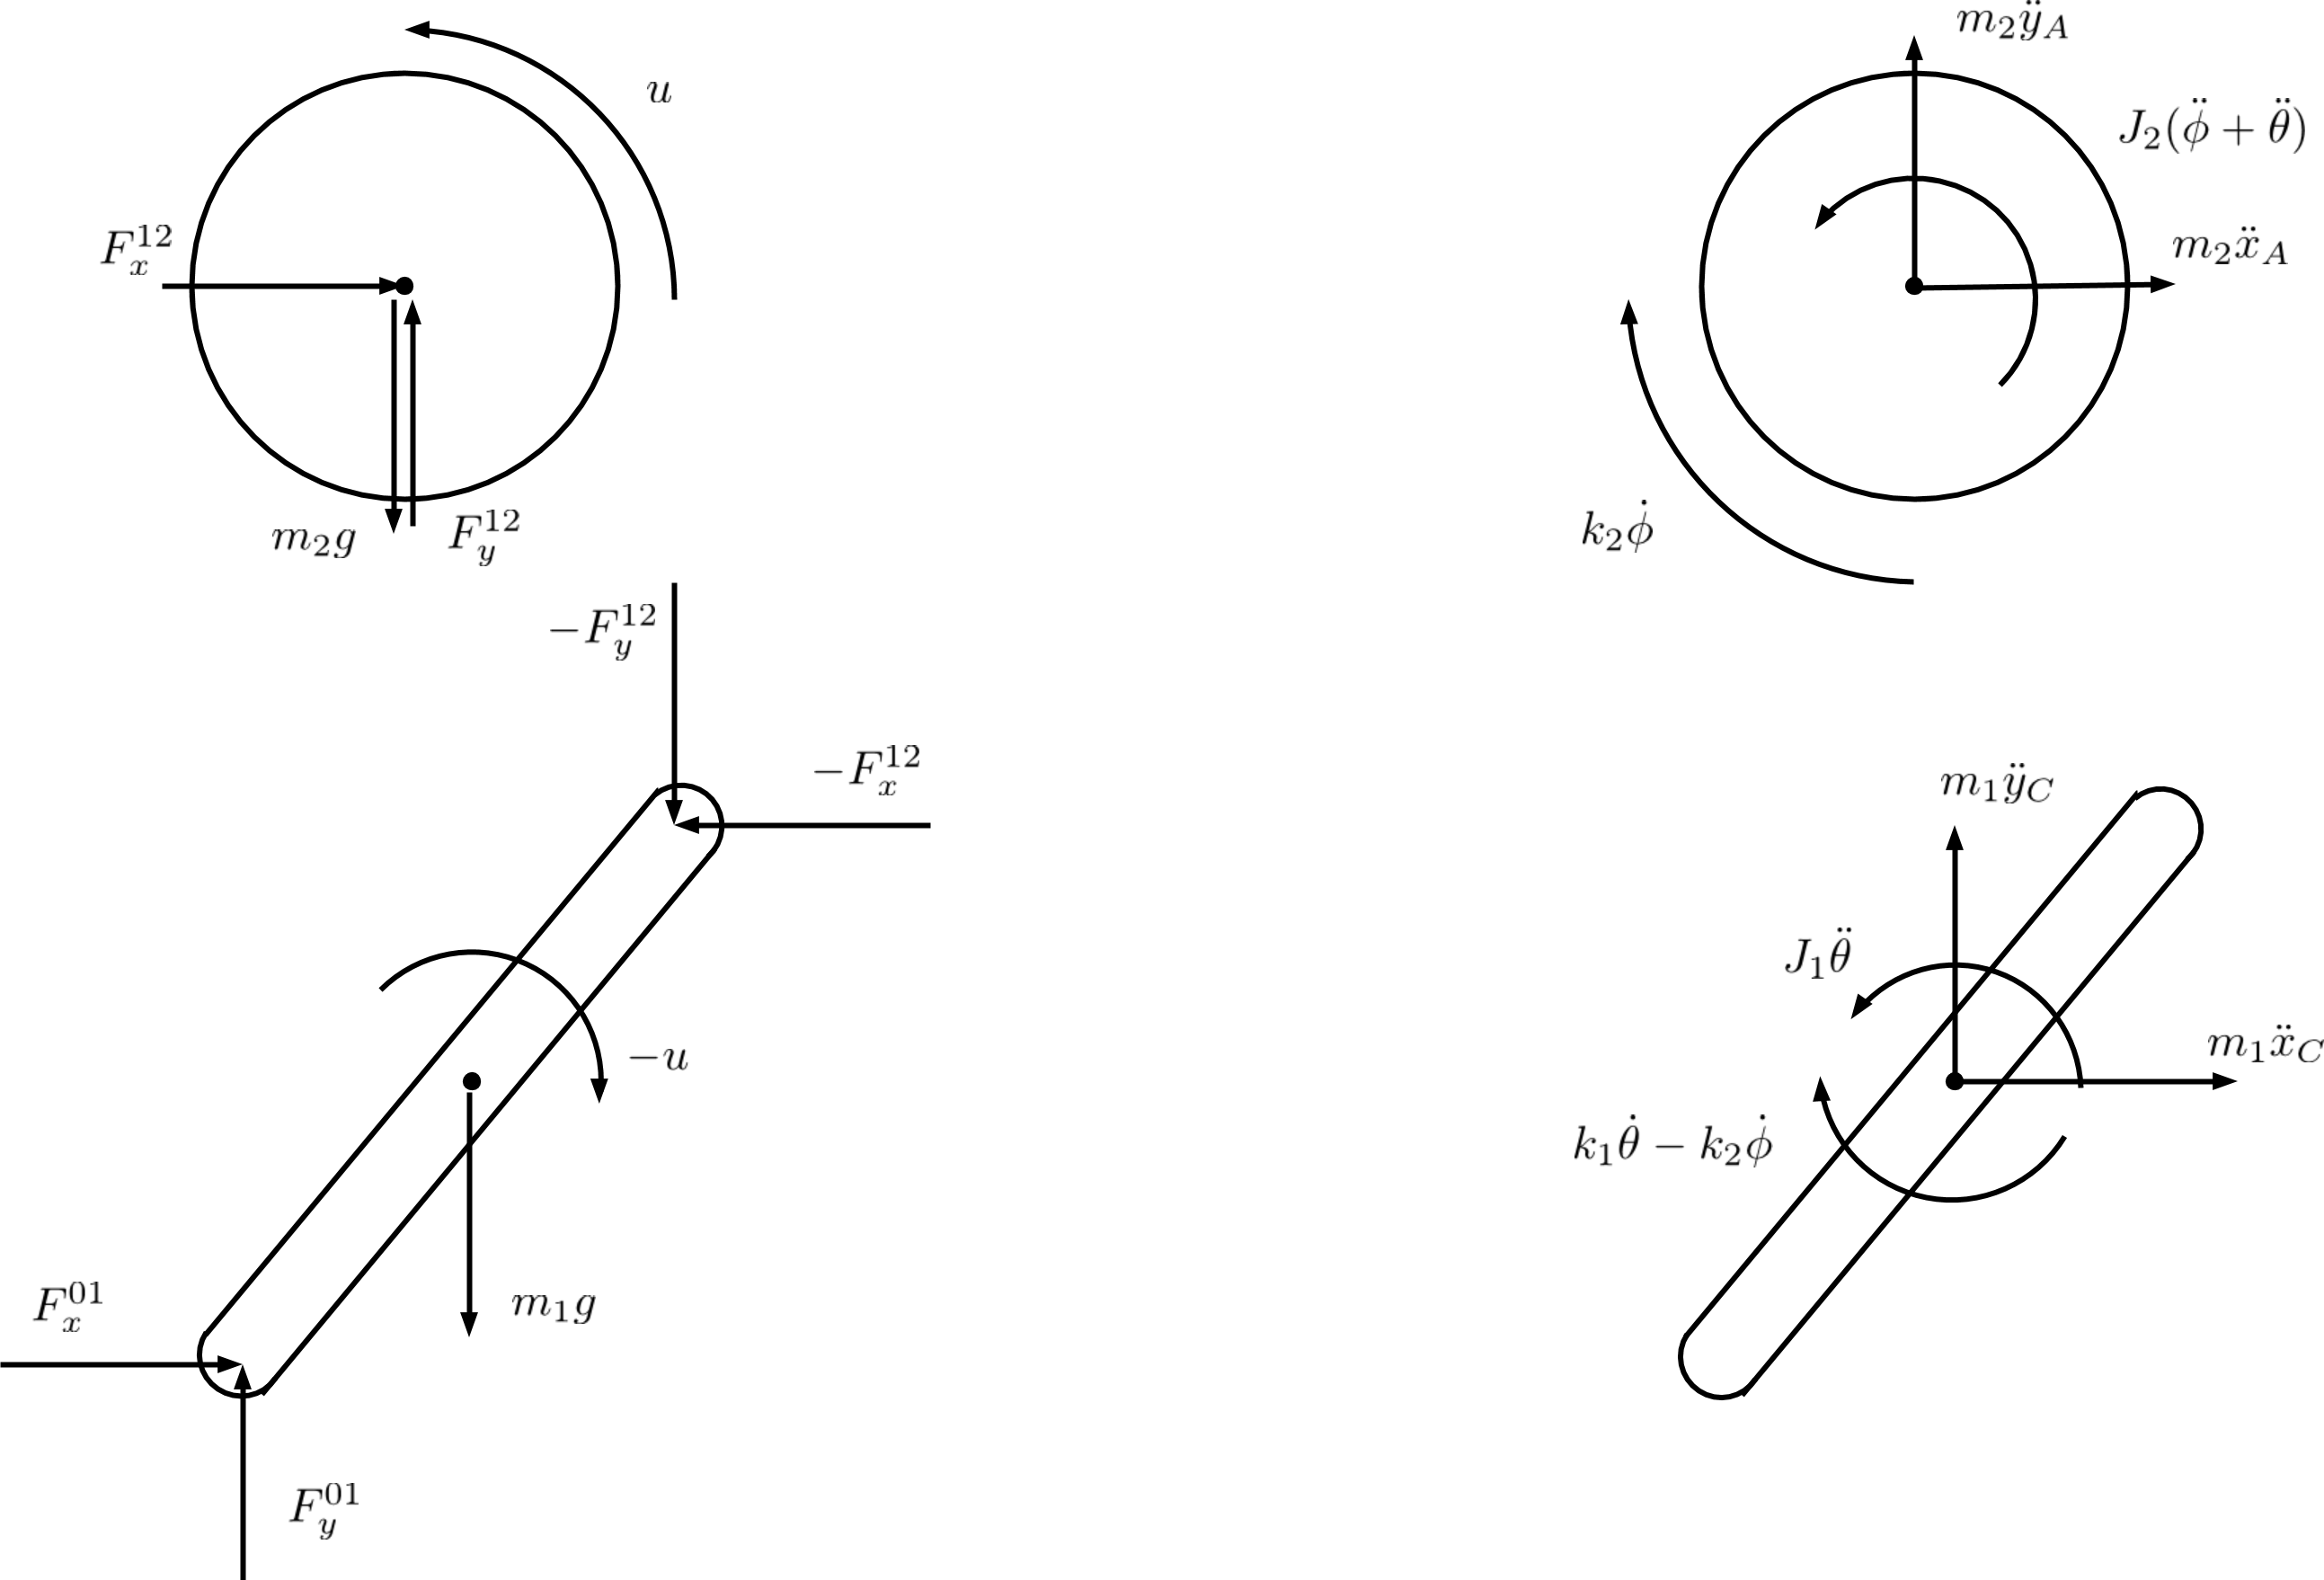 $m_2\ddot{y}_A$
$u$
$J_2(\ddot{\phi} + \ddot{\theta})$
$F_x^{12}$
$m_2\ddot{x}_A$
$m_2g$
$F_y^{12}$
$k_2\dot{\phi}$
$-F_y^{12}$
$-F_x^{12}$
$m_1\ddot{y}_C$
$J_1\ddot{\theta}$
$-u$
$m_1\ddot{x}_C$
$k_1\dot{\theta} - k_2\dot{\phi}$
$F_x^{01}$
$m_1g$
$F_y^{01}$